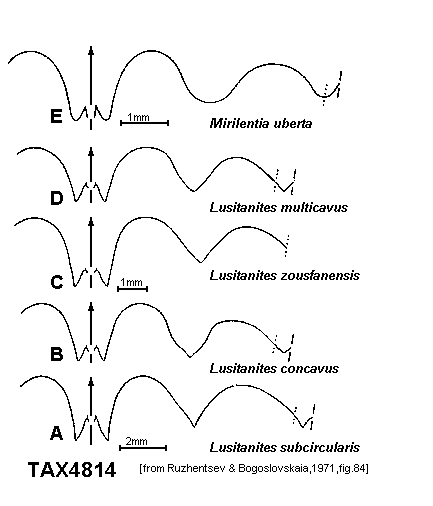 E
1mm
Mirilentia uberta
D
Lusitanites multicavus
C
1mm
Lusitanites zousfanensis
B
Lusitanites concavus
A
2mm
Lusitanites subcircularis
TAX4814 [from Ruzhentsev & Bogoslovskaia,1971,fig.84]